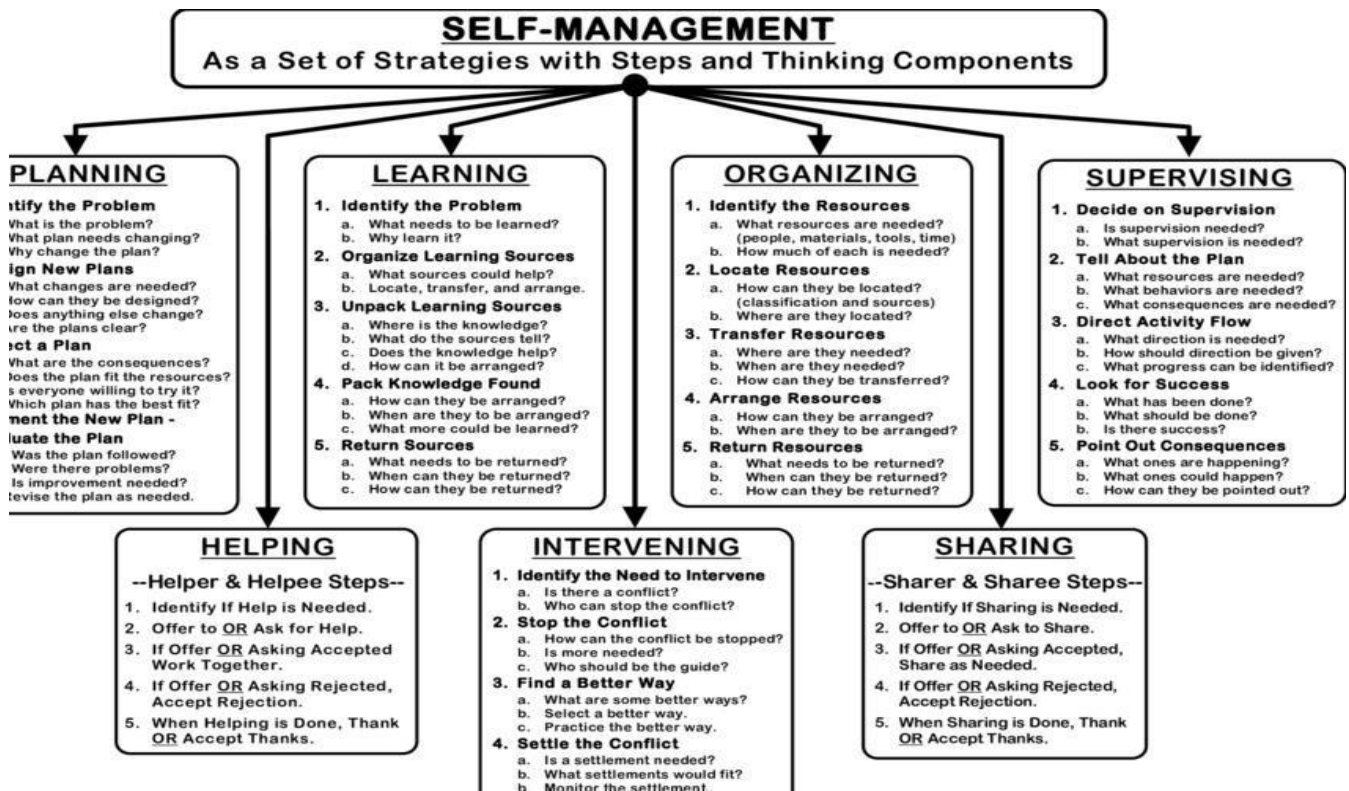 SELF-MANAGEMENT
As a Set of Strategies with Steps and Thinking Components
PLANNING
ntify the Problem
What is the problem?
What plan needs changing?
Why change the plan?
ign New Plans
What changes are needed?
How can they be designed?
Does anything else change?
Are the plans clear?
ect a Plan
What are the consequences?
Does the plan fit the resources?
s everyone willing to try it?
Which plan has the best fit?
ment the New Plan -
luate the Plan
Was the plan followed?
Were there problems?
Is improvement needed?
Revise the plan as needed.
LEARNING
1. Identify the Problem
a. What needs to be learned?
b. Why learn it?
2. Organize Learning Sources
a. What sources could help?
b. Locate, transfer, and arrange.
3. Unpack Learning Sources
a. Where is the knowledge?
b. What do the sources tell?
c. Does the knowledge help?
d. How can it be arranged?
4. Pack Knowledge Found
a. How can they be arranged?
b. When are they to be arranged?
c. What more could be learned?
5. Return Sources
a. What needs to be returned?
b. When can they be returned?
c. How can they be returned?
ORGANIZING
1. Identify the Resources
a. What resources are needed?
(people, materials, tools, time)
b. How much of each is needed?
2. Locate Resources
a. How can they be located?
(classification and sources)
b. Where are they located?
3. Transfer Resources
a. Where are they needed?
b. When are they needed?
c. How can they be transferred?
4. Arrange Resources
a. How can they be arranged?
b. When are they to be arranged?
5. Return Resources
a. What needs to be returned?
b. When can they be returned?
c. How can they be returned?
SUPERVISING
1. Decide on Supervision
a. Is supervision needed?
b. What supervision is needed?
2. Tell About the Plan
a. What resources are needed?
b. What behaviors are needed?
c. What consequences are needed?
3. Direct Activity Flow
a. What direction is needed?
b. How should direction be given?
c. What progress can be identified?
4. Look for Success
a. What has been done?
b. What should be done?
b. Is there success?
5. Point Out Consequences
a. What ones are happening?
b. What ones could happen?
c. How can they be pointed out?
HELPING
--Helper & Helpee Steps--
1. Identify If Help is Needed.
2. Offer to OR Ask for Help.
3. If Offer OR Asking Accepted
Work Together.
4. If Offer OR Asking Rejected,
Accept Rejection.
5. When Helping is Done, Thank
OR Accept Thanks.
INTERVENING
1. Identify the Need to Intervene
a. Is there a conflict?
b. Who can stop the conflict?
2. Stop the Conflict
a. How can the conflict be stopped?
b. Is more needed?
c. Who should be the guide?
3. Find a Better Way
a. What are some better ways?
b. Select a better way.
c. Practice the better way.
4. Settle the Conflict
a. Is a settlement needed?
b. What settlements would fit?
b. Monitor the settlement.
SHARING
--Sharer & Sharee Steps--
1. Identify If Sharing is Needed.
2. Offer to OR Ask to Share.
3. If Offer OR Asking Accepted,
Share as Needed.
4. If Offer OR Asking Rejected,
Accept Rejection.
5. When Sharing is Done, Thank
OR Accept Thanks.